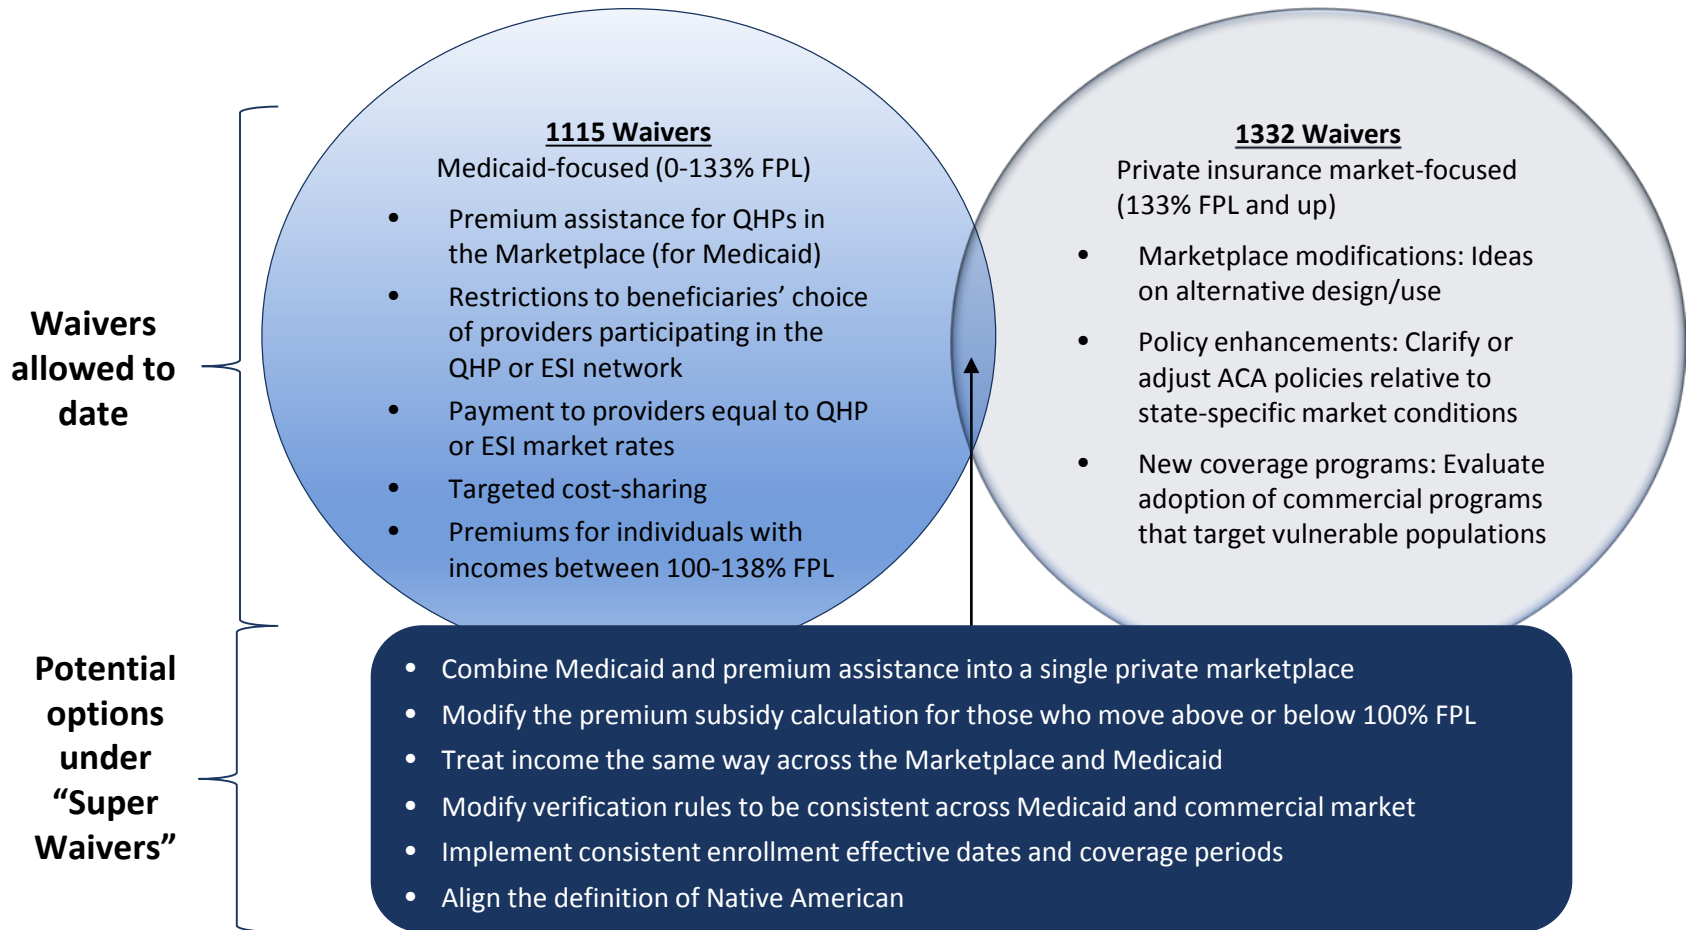 Waivers
allowed to
date
1115 Waivers
Medicaid-focused (0-133% FPL)
• Premium assistance for QHPs in
the Marketplace (for Medicaid)
• Restrictions to beneficiaries’ choice
of providers participating in the
QHP or ESI network
• Payment to providers equal to QHP
or ESI market rates
• Targeted cost-sharing
• Premiums for individuals with
incomes between 100-138% FPL
1332 Waivers
Private insurance market-focused
(133% FPL and up)
• Marketplace modifications: Ideas
on alternative design/use
• Policy enhancements: Clarify or
adjust ACA policies relative to
state-specific market conditions
• New coverage programs: Evaluate
adoption of commercial programs
that target vulnerable populations
Potential
options
under
“Super
Waivers”
• Combine Medicaid and premium assistance into a single private marketplace
• Modify the premium subsidy calculation for those who move above or below 100% FPL
• Treat income the same way across the Marketplace and Medicaid
• Modify verification rules to be consistent across Medicaid and commercial market
• Implement consistent enrollment effective dates and coverage periods
• Align the definition of Native American